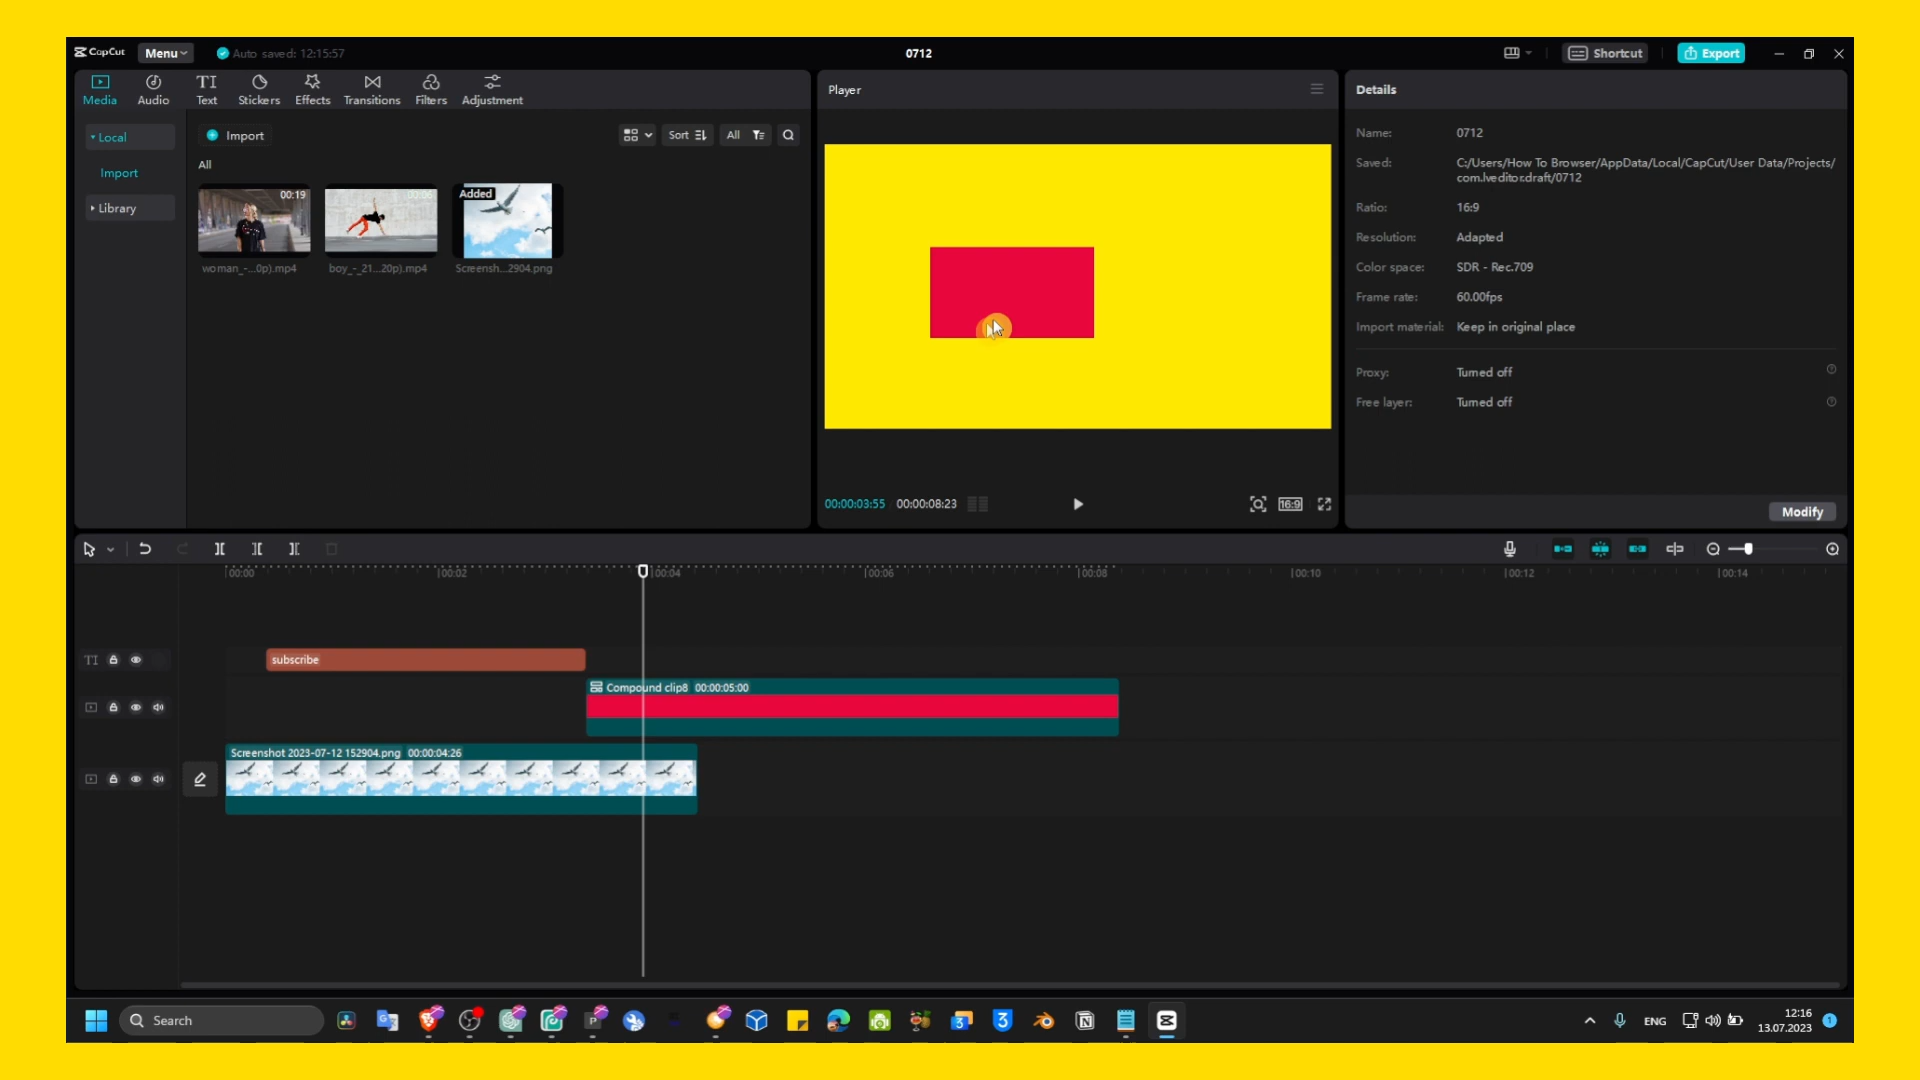 CapCut
Menu
Auto saved: 12:15:57
0712
Shortcut
Export
Media
Audio
Text
Stickers
Effects
Transitions
Filters
Adjustment
Player
Details
Local
Import
Library
Import
Sort
All
All
00:19
00:06
Added
woman_-...0p).mp4
boy_-_21...20p).mp4
Screensh...2904.png
Name:
0712
Saved:
C:/Users/How To Browser/AppData/Local/CapCut/User Data/Projects/
com.lveditor.draft/0712
Ratio:
16:9
Resolution:
Adapted
Color space:
SDR - Rec.709
Frame rate:
60.00fps
Import material:
Keep in original place
Proxy:
Turned off
Free layer:
Turned off
Modify
00:00:03:55
00:00:08:23
16:9
00:00
00:02
00:04
00:06
00:08
00:10
00:12
00:14
TI
subscribe
Compound clip8 00:00:05:00
Screenshot 2023-07-12 152904.png 00:00:04:26
Search
ENG
12:16
13.07.2023
1